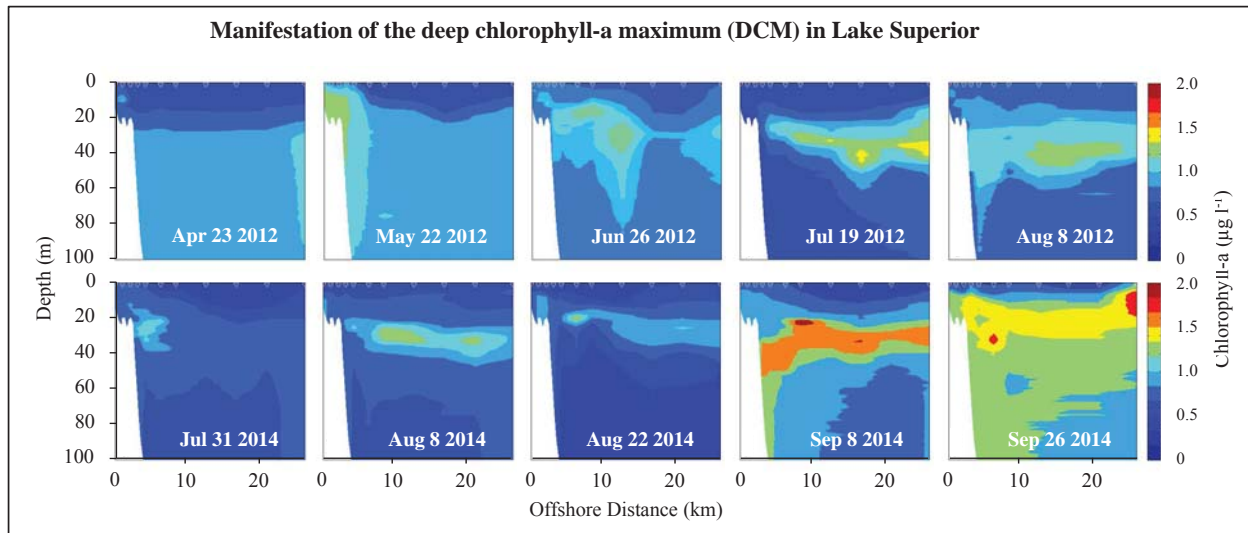 Manifestation of the deep chlorophyll-a maximum (DCM) in Lake Superior
0
20
40
60
80
100
Apr 23 2012
May 22 2012
Jun 26 2012
Jul 19 2012
Aug 8 2012
2.0
1.5
1.0
0.5
0
Depth (m)
0
20
40
60
80
100
Jul 31 2014
Aug 8 2014
Aug 22 2014
Sep 8 2014
Sep 26 2014
2.0
1.5
1.0
0.5
0
Chlorophyll-a (µg l⁻¹)
0 10 20 0 10 20 0 10 20 0 10 20 0 10 20
Offshore Distance (km)